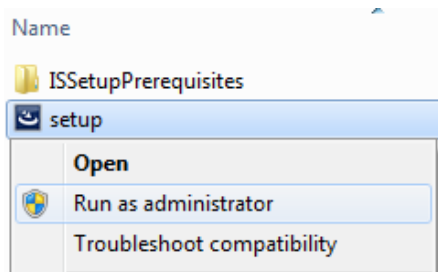 Name
ISSetupPrerequisites
setup
Open
Run as administrator
Troubleshoot compatibility